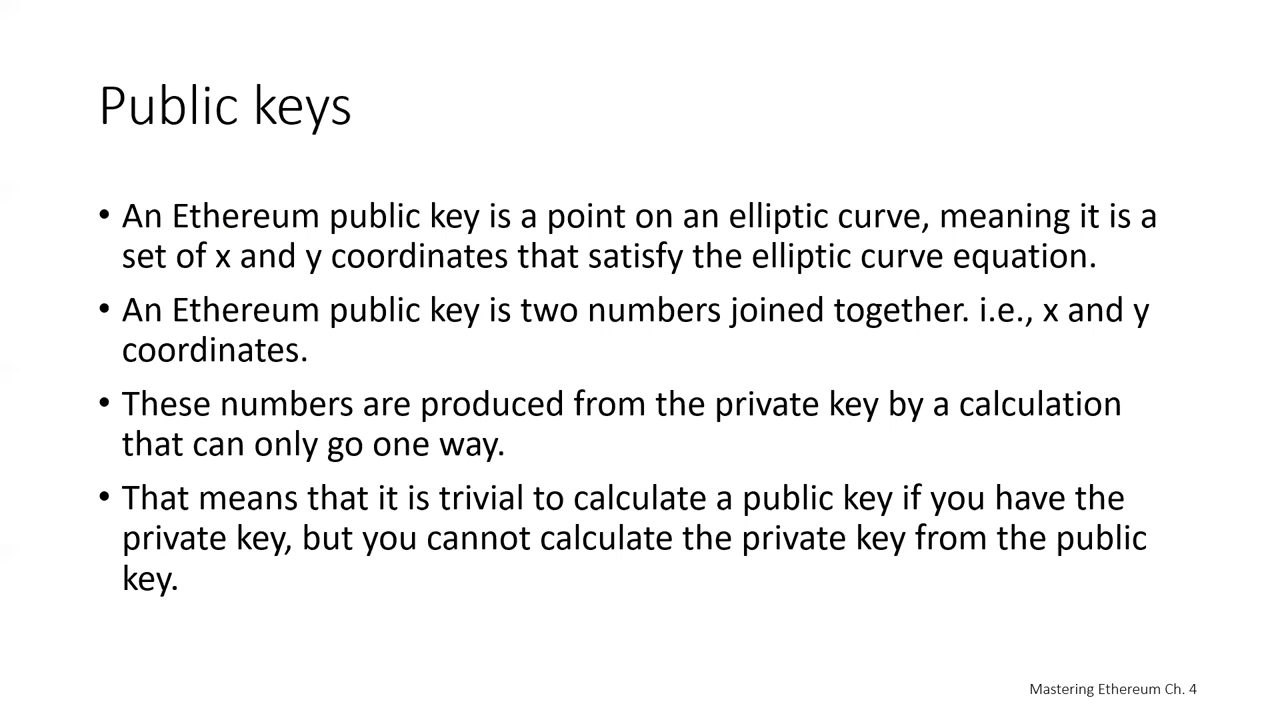 Public keys
• An Ethereum public key is a point on an elliptic curve, meaning it is a
set of x and y coordinates that satisfy the elliptic curve equation.
• An Ethereum public key is two numbers joined together. i.e., x and y
coordinates.
• These numbers are produced from the private key by a calculation
that can only go one way.
• That means that it is trivial to calculate a public key if you have the
private key, but you cannot calculate the private key from the public
key.
Mastering Ethereum Ch. 4